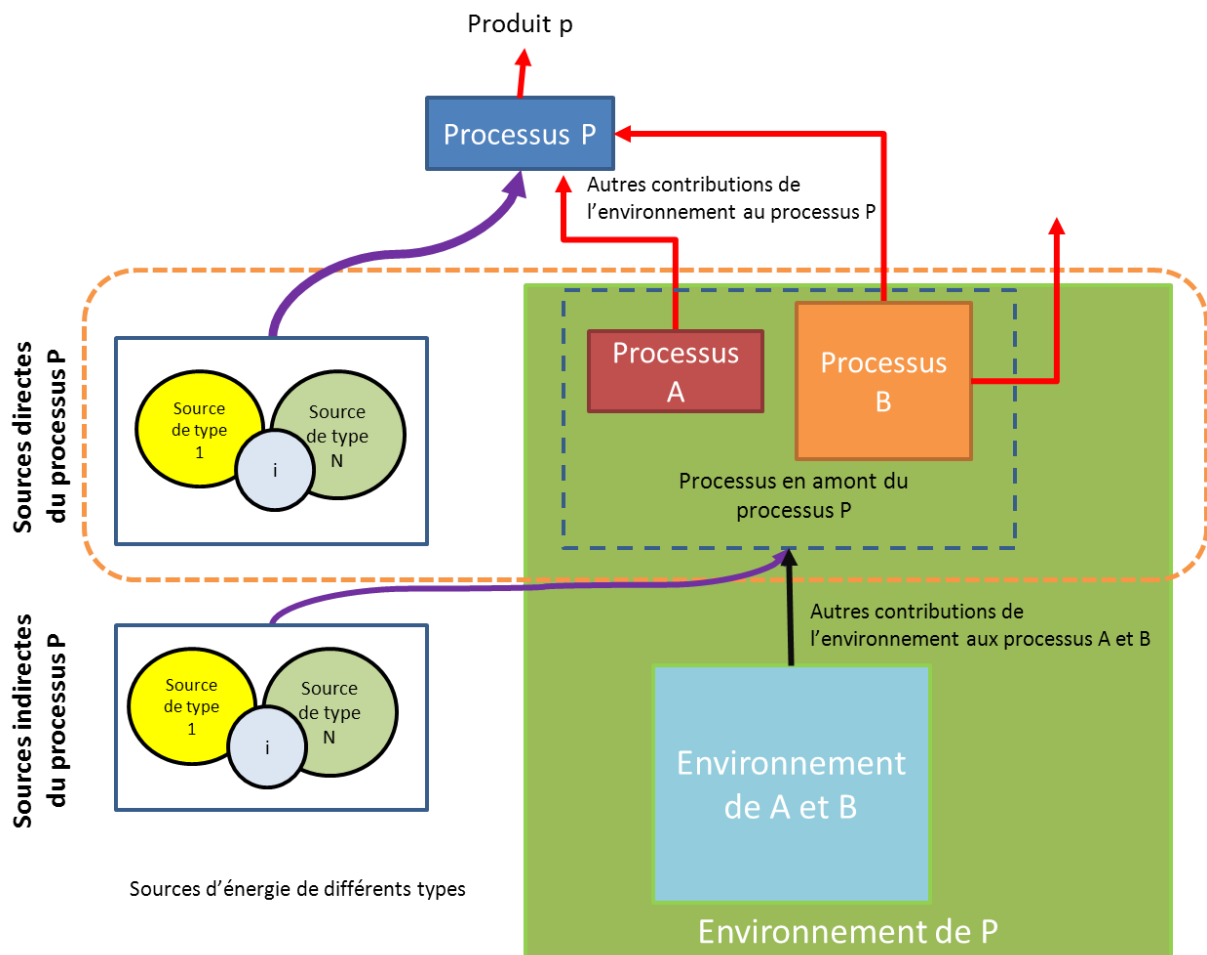 Produit p
Processus P
Autres contributions de
l’environnement au processus P
Sources directes
du processus P
Source
de type
1
i
Source
de type
N
Processus
A
Processus
B
Processus en amont du
processus P
Sources indirectes
du processus P
Source
de type
1
i
Source
de type
N
Autres contributions de
l’environnement aux processus A et B
Environnement
de A et B
Sources d’énergie de différents types
Environnement de P